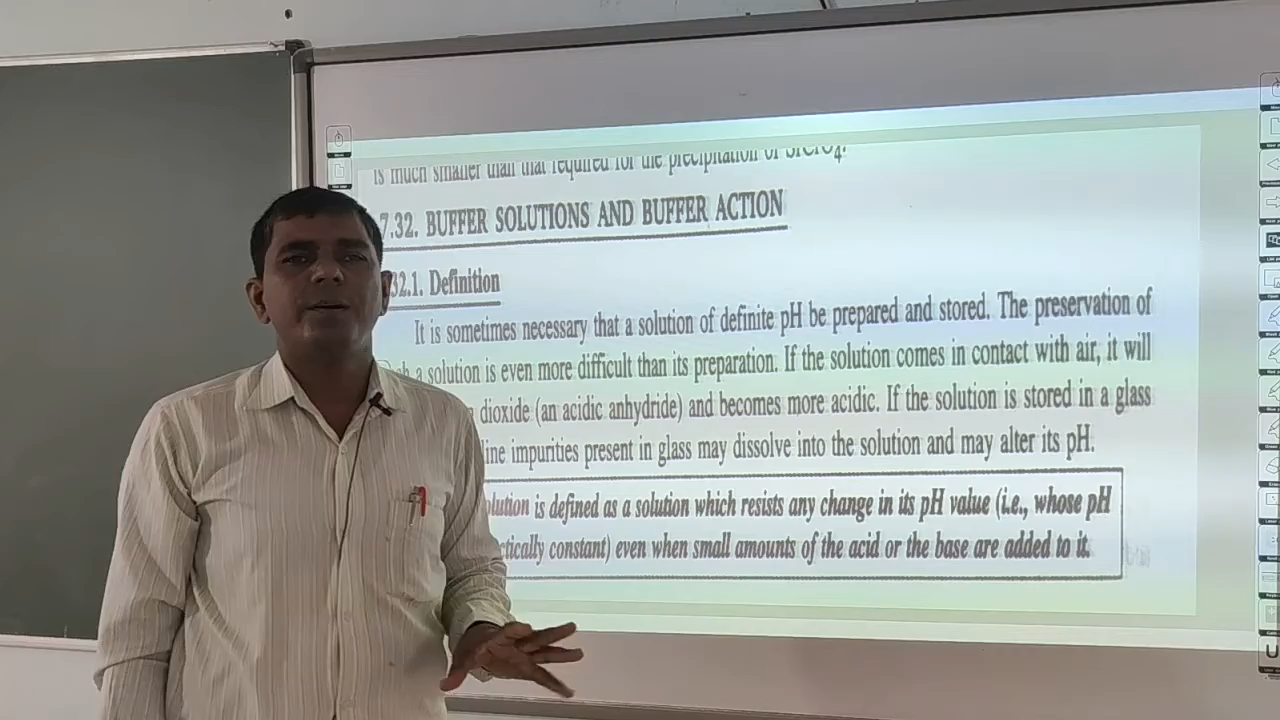 is much smaller than that required for the precipitation of SrCrO4.
7.32. BUFFER SOLUTIONS AND BUFFER ACTION
32.1. Definition
It is sometimes necessary that a solution of definite pH be prepared and stored. The preservation of
a solution is even more difficult than its preparation. If the solution comes in contact with air, it will
dioxide (an acidic anhydride) and becomes more acidic. If the solution is stored in a glass
line impurities present in glass may dissolve into the solution and may alter its pH.
olution is defined as a solution which resists any change in its pH value (i.e., whose pH
ctically constant) even when small amounts of the acid or the base are added to it.